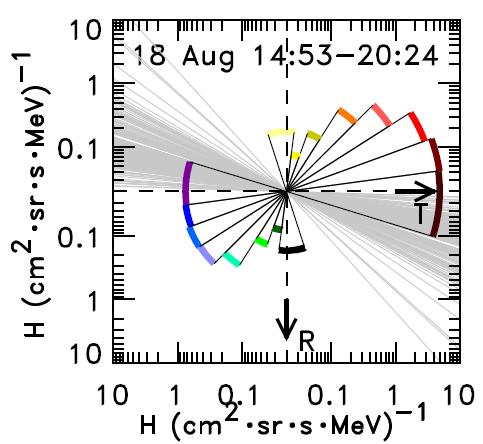 18 Aug 14:53−20:24
10
1
0.1
0.1
1
10
T
R
10 1 0.1 0.1 1 10
H (cm²•sr•s•MeV)⁻¹
H (cm²•sr•s•MeV)⁻¹